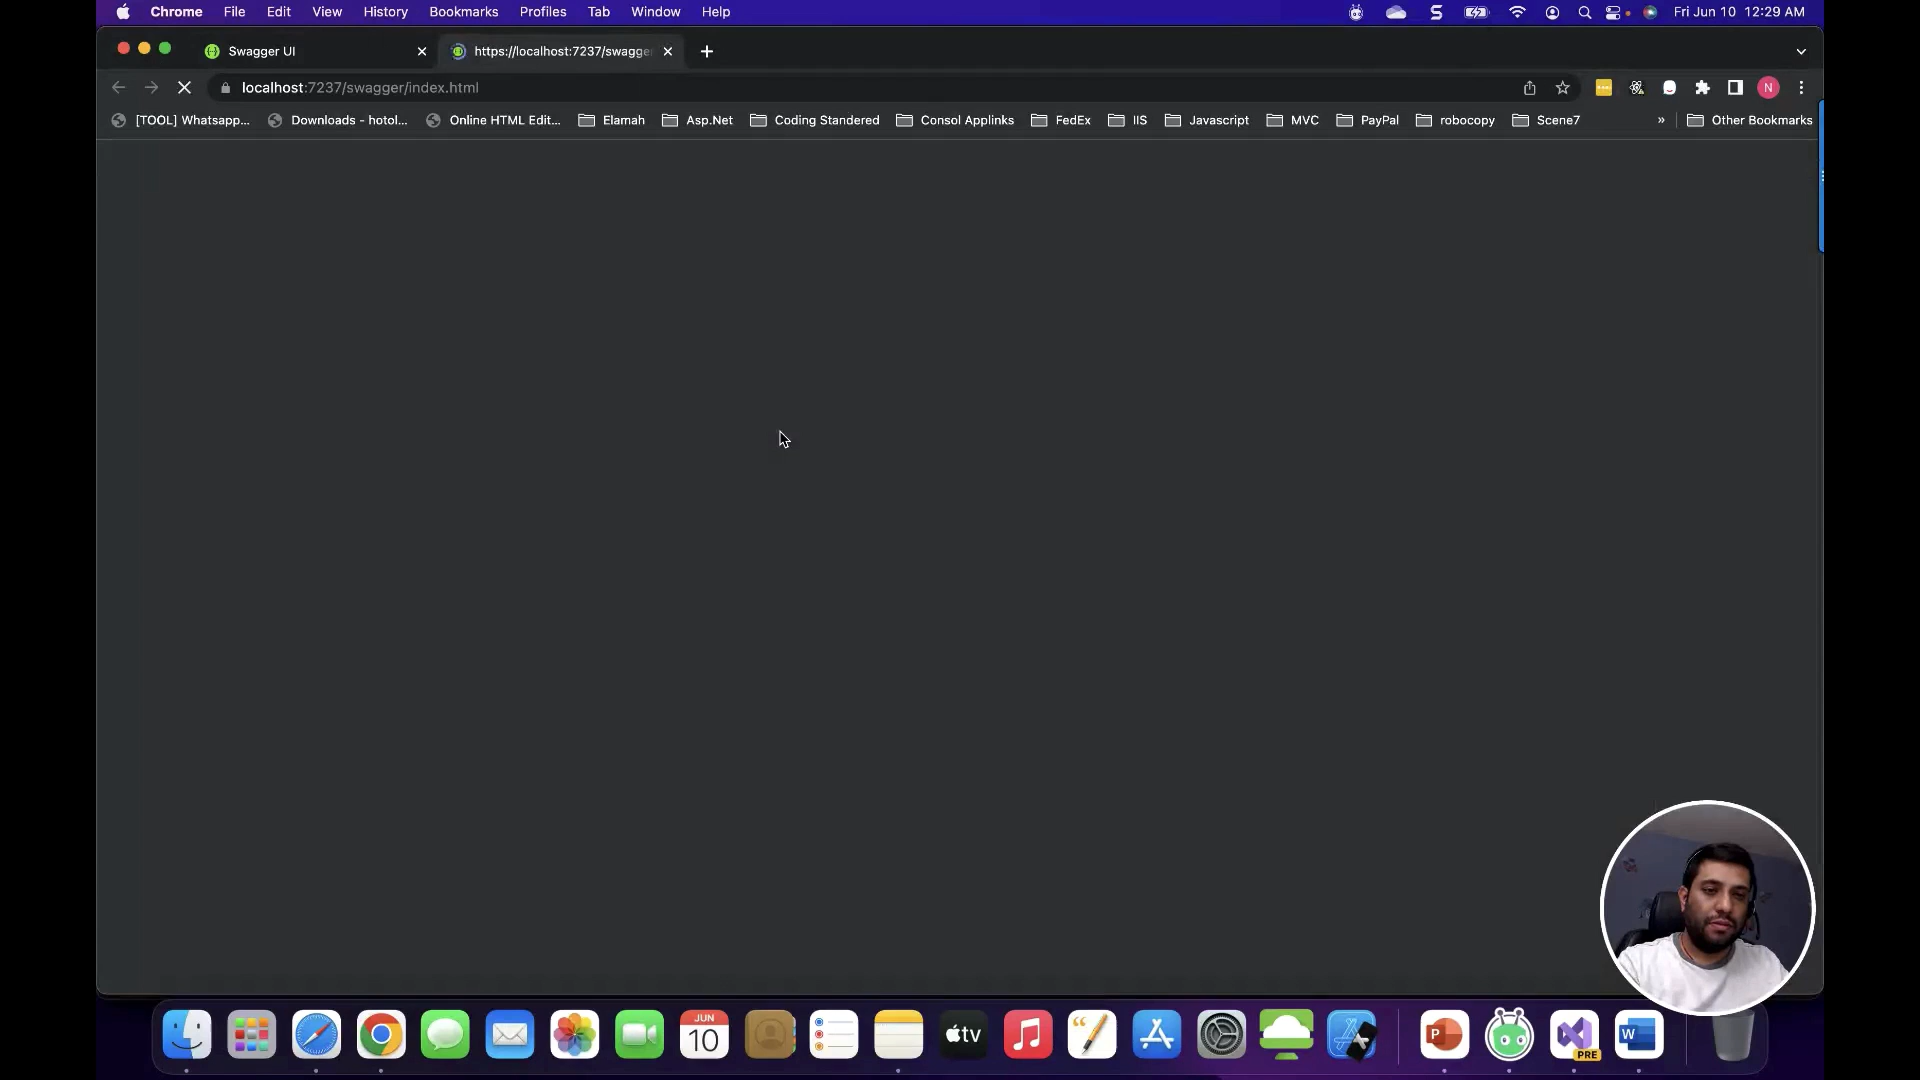 Chrome File Edit View History Bookmarks Profiles Tab Window Help Fri Jun 10 12:29 AM
Swagger UI https://localhost:7237/swagge
localhost:7237/swagger/index.html N
[TOOL] Whatsapp... Downloads - hotol... Online HTML Edit... Elamah Asp.Net Coding Standered Consol Applinks FedEx IIS Javascript MVC PayPal robocopy Scene7 » Other Bookmarks
JUN
10
tv
P
PRE
W